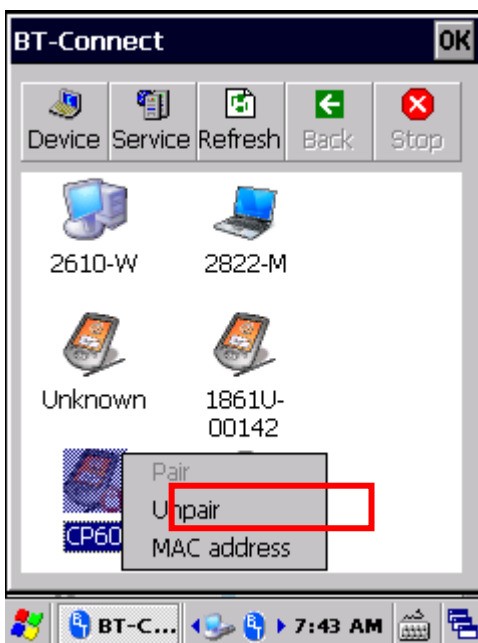 BT-Connect OK
Device Service Refresh Back Stop
2610-W 2822-M
Unknown 1861U-
00142
Pair
Unpair
CP60
MAC address
BT-C... 7:43 AM